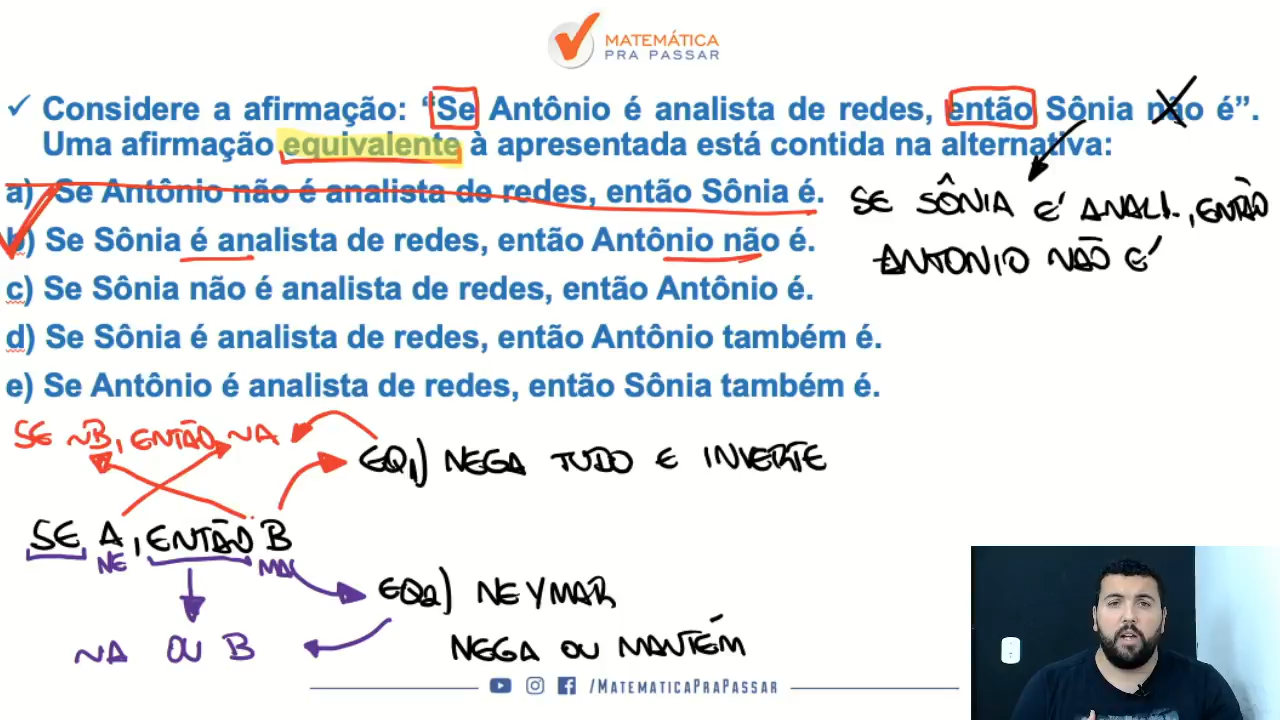 MATEMÁTICA
PRA PASSAR
✓ Considere a afirmação: “Se Antônio é analista de redes, então Sônia não é”.
Uma afirmação equivalente à apresentada está contida na alternativa:
a) Se Antônio não é analista de redes, então Sônia é.
b) Se Sônia é analista de redes, então Antônio não é.
c) Se Sônia não é analista de redes, então Antônio é.
d) Se Sônia é analista de redes, então Antônio também é.
e) Se Antônio é analista de redes, então Sônia também é.
SE SÔNIA É ANALI., ENTÃO
ANTONIO NÃO É
SE ~B, ENTÃO ~A
EQ1) NEGA TUDO E INVERTE
SE A, ENTÃO B
NE MA
EQ2) NEYMAR
NEGA OU MANTÉM
~A OU B
/MATEMATICAPRAPASSAR